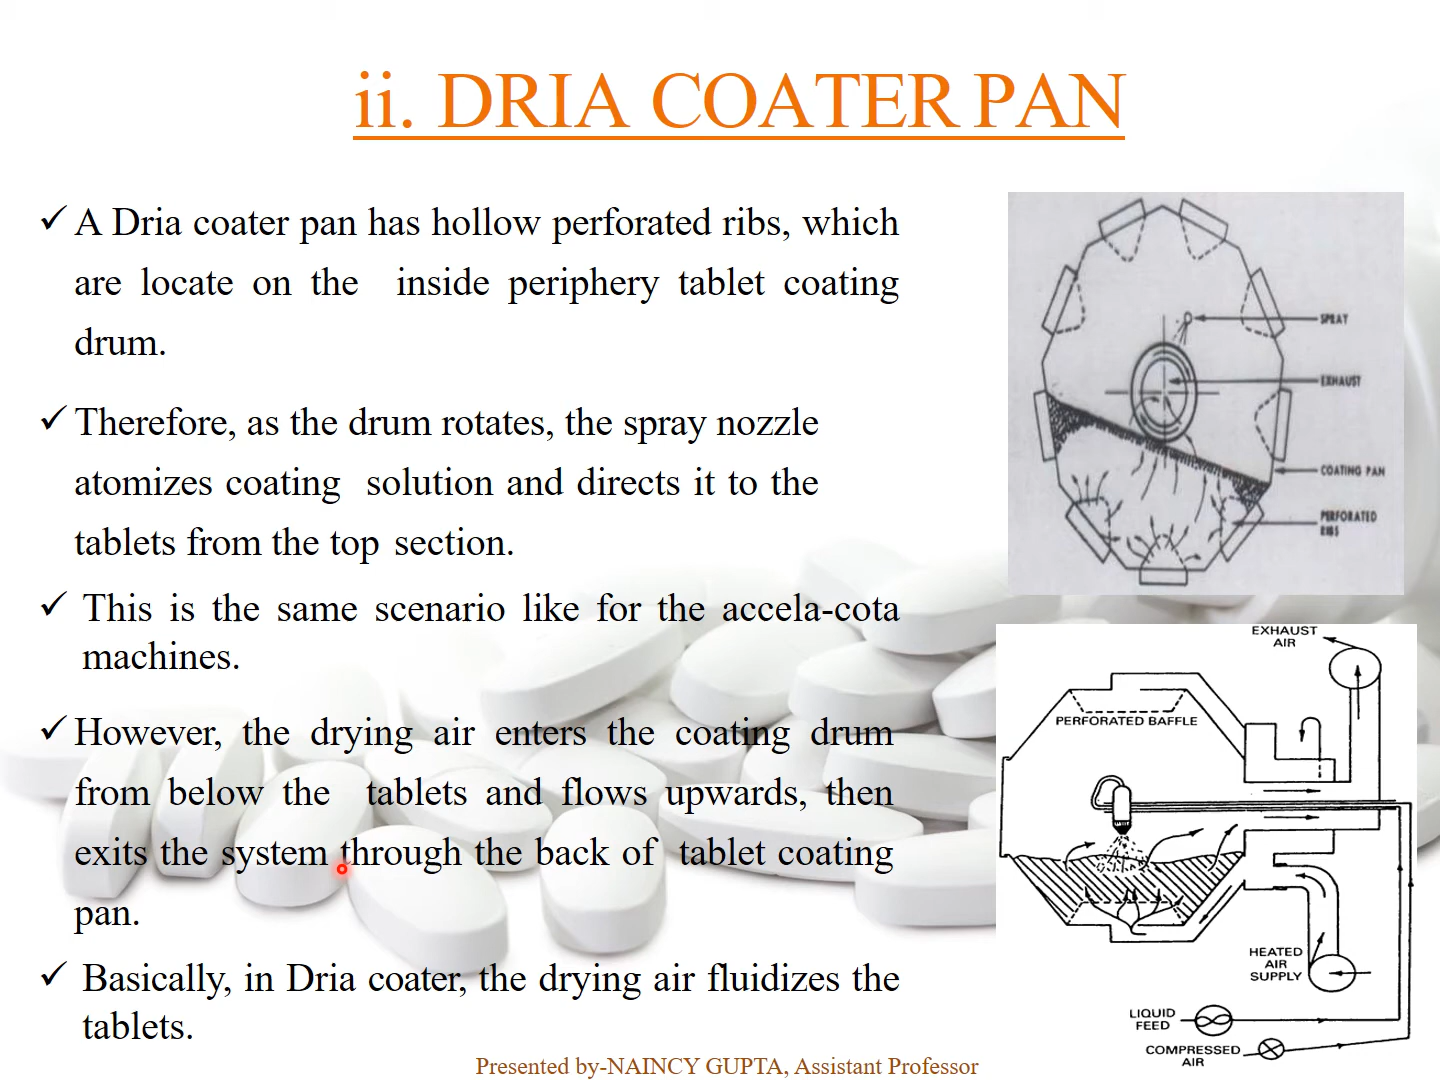 ii. DRIA COATER PAN
✓ A Dria coater pan has hollow perforated ribs, which
are locate on the inside periphery tablet coating
drum.
✓ Therefore, as the drum rotates, the spray nozzle
atomizes coating solution and directs it to the
tablets from the top section.
✓ This is the same scenario like for the accela-cota
machines.
✓ However, the drying air enters the coating drum
from below the tablets and flows upwards, then
exits the system through the back of tablet coating
pan.
✓ Basically, in Dria coater, the drying air fluidizes the
tablets.
SPRAY
EXHAUST
COATING PAN
PERFORATED
RIBS
EXHAUST
AIR
PERFORATED BAFFLE
HEATED
AIR
SUPPLY
LIQUID
FEED
COMPRESSED
AIR
Presented by-NAINCY GUPTA, Assistant Professor